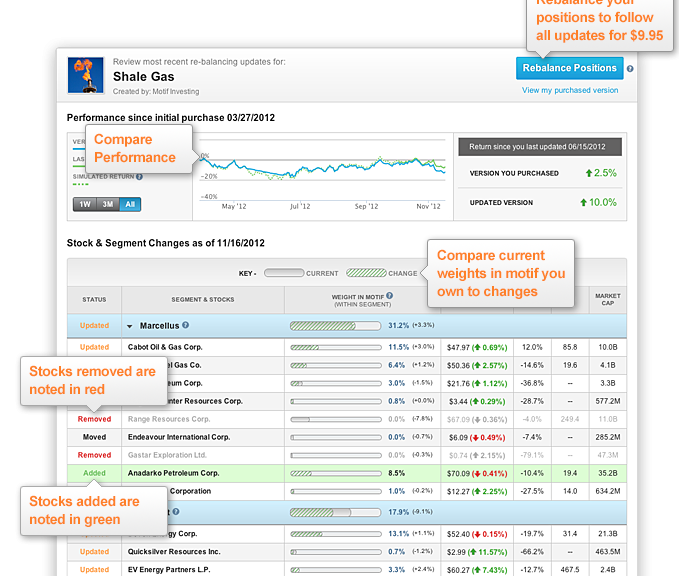 Rebalance your
positions to follow
all updates for $9.95
Review most recent re-balancing updates for:
Shale Gas
Created by: Motif Investing
Rebalance Positions ?
View my purchased version
Performance since initial purchase 03/27/2012
Compare
Performance
SIMULATED RETURN ?
1W 3M All
0%
-20%
-40%
May '12 Jul '12 Sep '12 Nov '12
Return since you last updated 06/15/2012
VERSION YOU PURCHASED 2.5%
UPDATED VERSION 10.0%
Stock & Segment Changes as of 11/16/2012
KEY - CURRENT CHANGE
Compare current
weights in motif you
own to changes
STATUS SEGMENT & STOCKS WEIGHT IN MOTIF ? (WITHIN SEGMENT) MARKET CAP
Updated Marcellus ? 31.2% (+3.3%)
Updated Cabot Oil & Gas Corp. 11.5% (+3.0%) $47.97 ( 0.69%) 12.0% 85.8 10.0B
Gas Co. 6.4% (+1.2%) $50.36 ( 2.57%) -14.6% 19.6 4.1B
Corp. 3.0% (-1.5%) $21.76 ( 1.12%) -36.8% -- 3.3B
Resources Corp. 0.8% (+0.0%) $3.44 ( 0.29%) -28.7% -- 577.2M
Stocks removed are
noted in red
Removed Range Resources Corp. 0.0% (-7.8%) $67.09 ( 0.36%) -4.0% 249.4 11.0B
Moved Endeavour International Corp. 0.0% (-0.7%) $6.09 ( 0.49%) -7.4% -- 285.2M
Removed Gastar Exploration Ltd. 0.0% (-0.3%) $0.74 ( 2.15%) -79.1% -- 47.3M
Added Anadarko Petroleum Corp. 8.5% $70.09 ( 0.41%) -10.4% 19.4 35.2B
Corporation 1.0% (-0.2%) $12.27 ( 2.25%) -27.5% 14.0 634.2M
Stocks added are
noted in green
? 17.9% (-9.1%)
Corp. 13.1% (+1.1%) $52.40 ( 0.15%) -19.7% 31.4 21.3B
Updated Quicksilver Resources Inc. 0.7% (-1.2%) $2.99 ( 11.57%) -66.2% -- 463.5M
Updated EV Energy Partners L.P. 3.3% (+2.4%) $60.27 ( 7.43%) -12.7% 467.5 2.4B